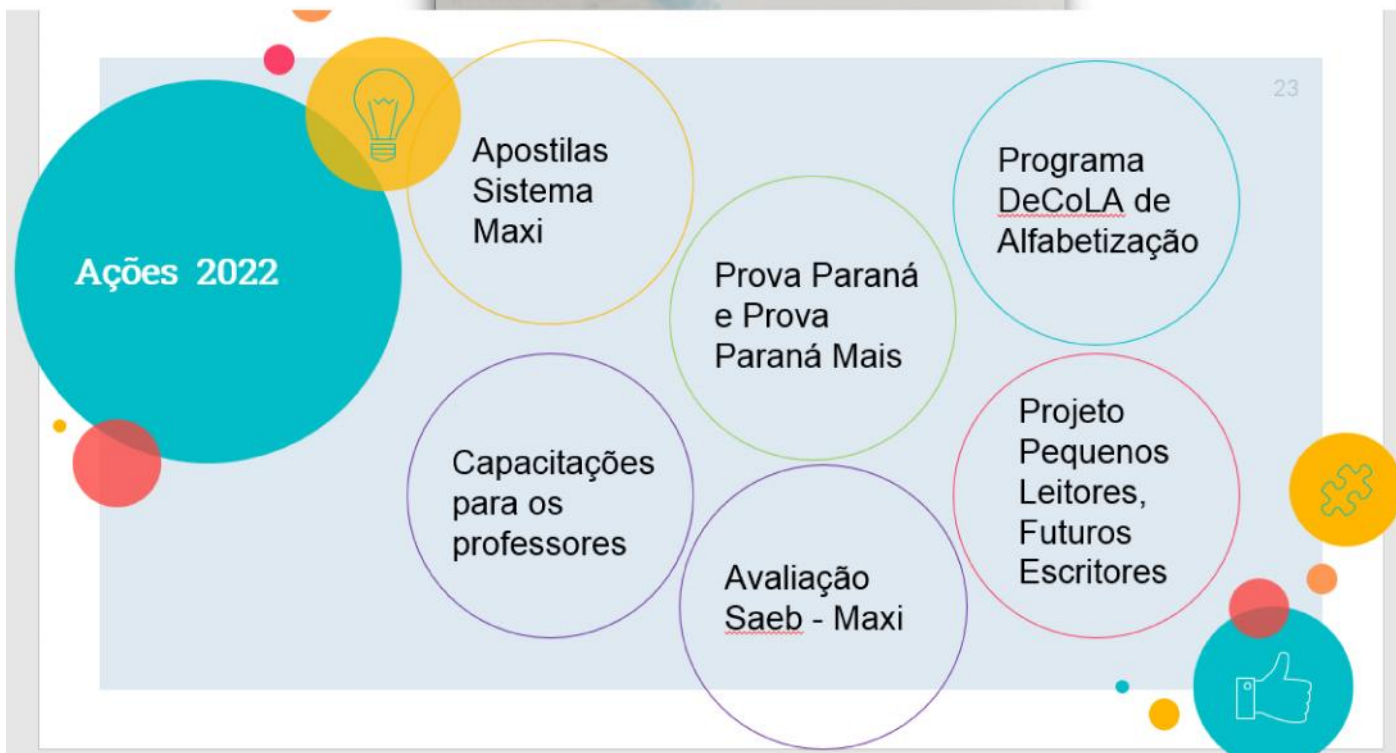 23
Ações 2022
Apostilas
Sistema
Maxi
Prova Paraná
e Prova
Paraná Mais
Programa
DeCoLA de
Alfabetização
Capacitações
para os
professores
Avaliação
Saeb - Maxi
Projeto
Pequenos
Leitores,
Futuros
Escritores